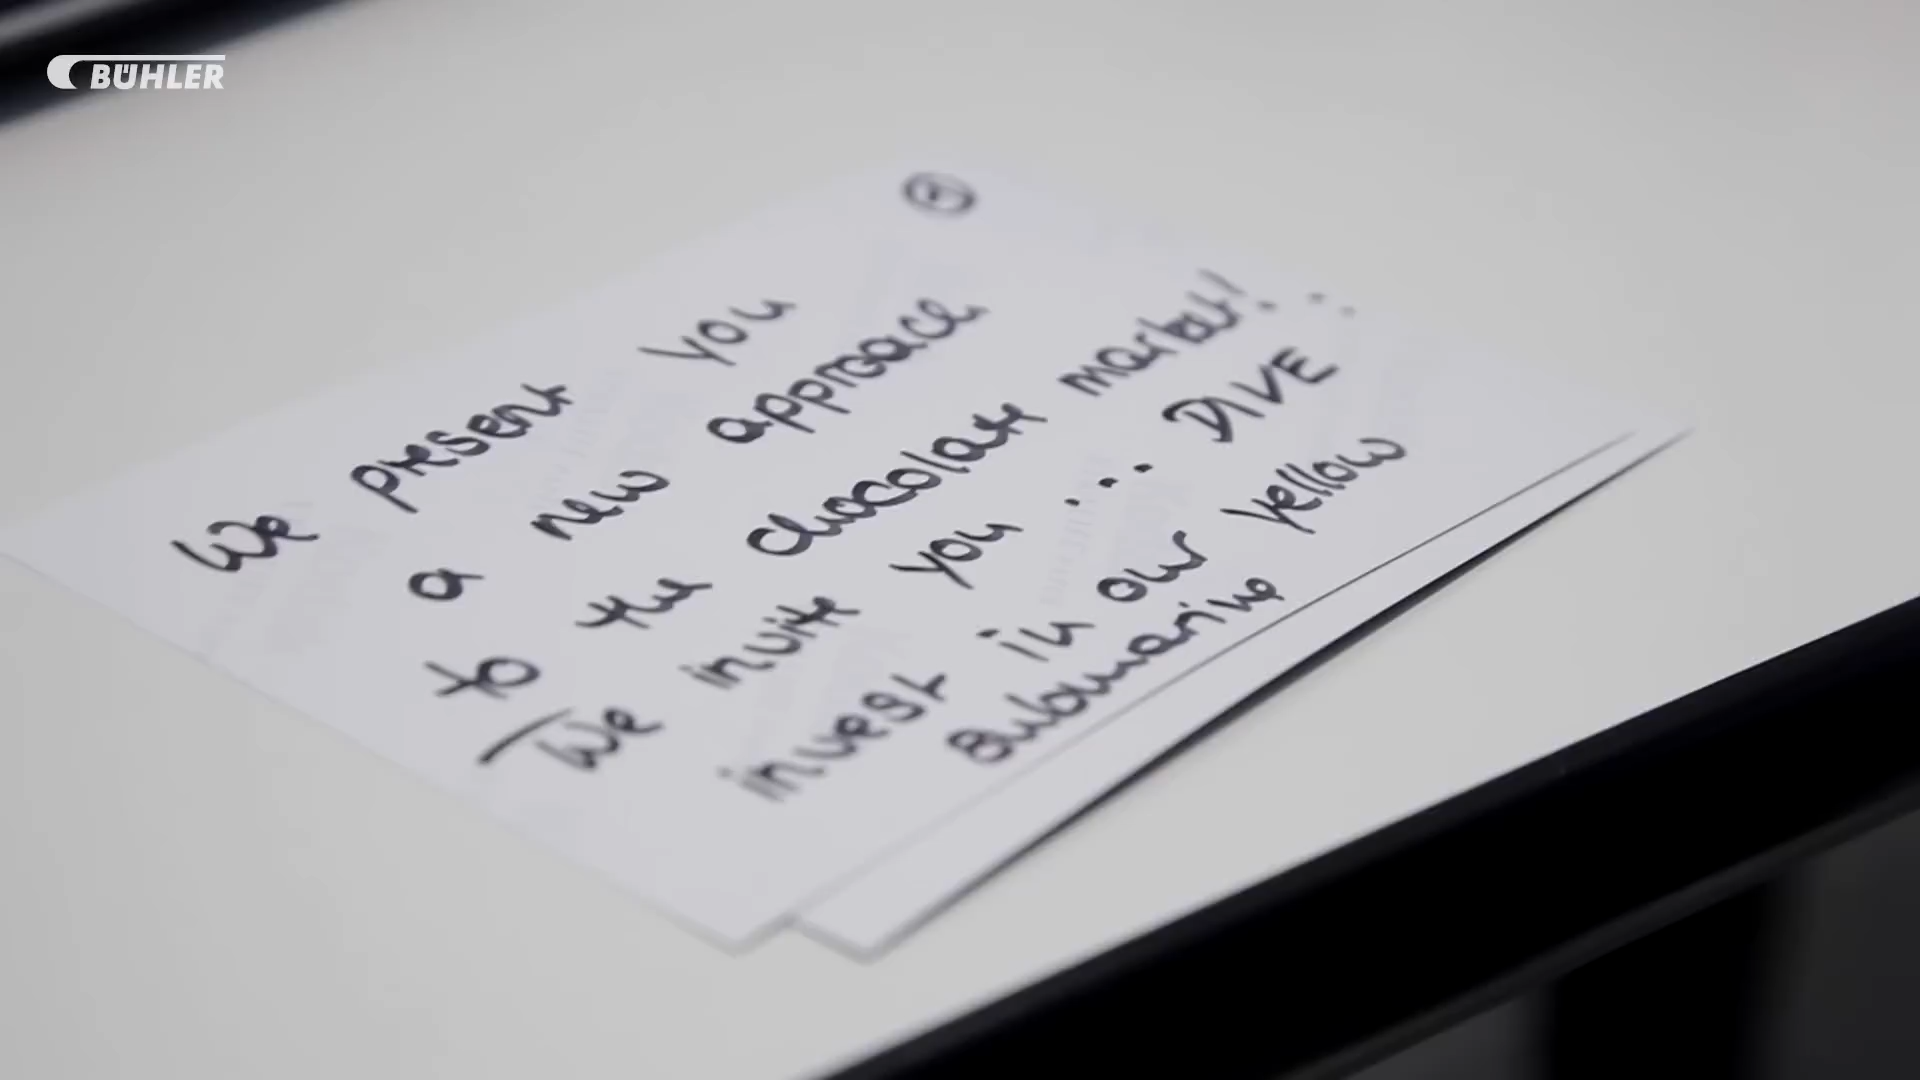 BÜHLER
We present you
a new approach
to the chocolate market!
We invite you ... DIVE
invest in our yellow
submarine